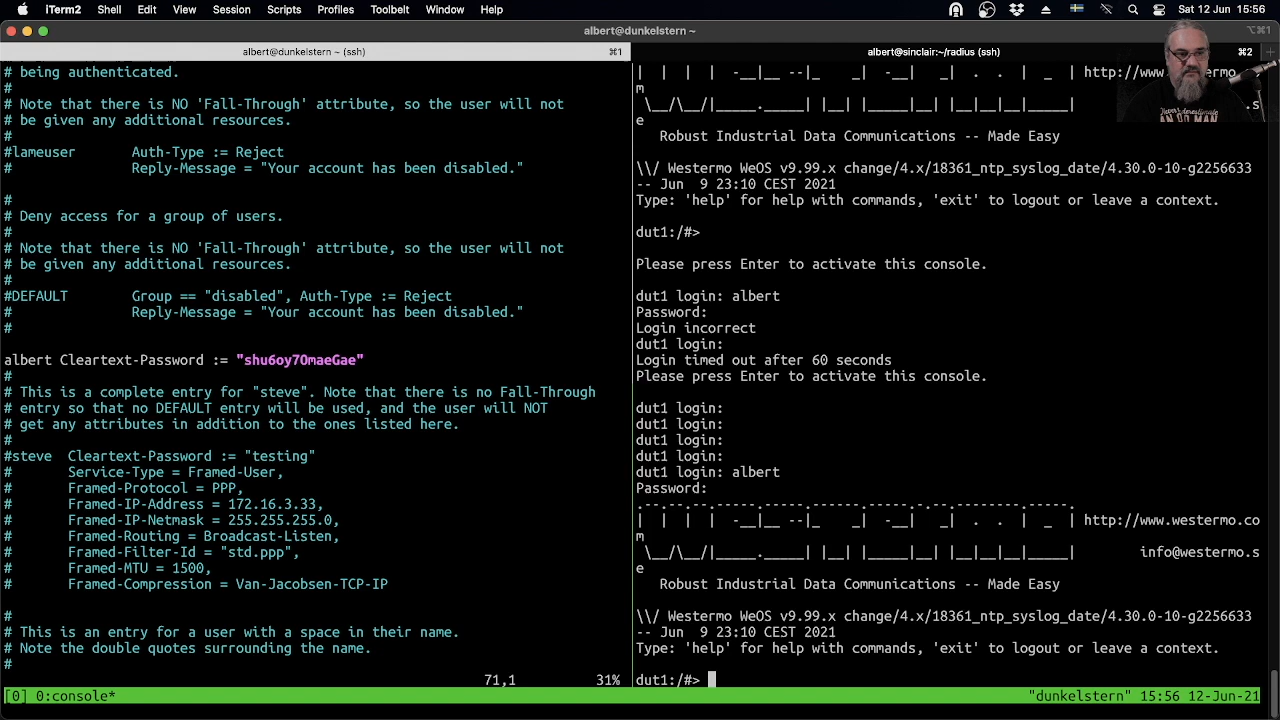 iTerm2 Shell Edit View Session Scripts Profiles Toolbelt Window Help Sat 12 Jun 15:56
albert@dunkelstern ~ ⌥⌘1
albert@dunkelstern ~ (ssh) ⌘1 albert@sinclair:~/radius (ssh) ⌘2 +
# being authenticated.
#
# Note that there is NO 'Fall-Through' attribute, so the user will not
# be given any additional resources.
#
#lameuser       Auth-Type := Reject
#               Reply-Message = "Your account has been disabled."

#
# Deny access for a group of users.
#
# Note that there is NO 'Fall-Through' attribute, so the user will not
# be given any additional resources.
#
#DEFAULT        Group == "disabled", Auth-Type := Reject
#               Reply-Message = "Your account has been disabled."
#

albert Cleartext-Password := "shu6oy7OmaeGae"
#
# This is a complete entry for "steve". Note that there is no Fall-Through
# entry so that no DEFAULT entry will be used, and the user will NOT
# get any attributes in addition to the ones listed here.
#
#steve  Cleartext-Password := "testing"
#       Service-Type = Framed-User,
#       Framed-Protocol = PPP,
#       Framed-IP-Address = 172.16.3.33,
#       Framed-IP-Netmask = 255.255.255.0,
#       Framed-Routing = Broadcast-Listen,
#       Framed-Filter-Id = "std.ppp",
#       Framed-MTU = 1500,
#       Framed-Compression = Van-Jacobsen-TCP-IP

#
# This is an entry for a user with a space in their name.
# Note the double quotes surrounding the name.
#
71,1 31%
|  |  |  | -__|__ --|_    _|  -__|   _|  .  .  |  _  | http://www.
m
 \__/\__/|_____._____| |__| |_____|__| |__|__|__|_____| .s
e
   Robust Industrial Data Communications -- Made Easy

\\/ Westermo WeOS v9.99.x change/4.x/18361_ntp_syslog_date/4.30.0-10-g2256633
-- Jun  9 23:10 CEST 2021
Type: 'help' for help with commands, 'exit' to logout or leave a context.

dut1:/#>

Please press Enter to activate this console.

dut1 login: albert
Password:
Login incorrect
dut1 login:
Login timed out after 60 seconds
Please press Enter to activate this console.

dut1 login:
dut1 login:
dut1 login:
dut1 login:
dut1 login: albert
Password:
.--.--.--.-----.-----.------.-----.--.--.--------.-----.
|  |  |  | -__|__ --|_    _|  -__|   _|  .  .  |  _  | http://www.westermo.co
m
 \__/\__/|_____._____| |__| |_____|__| |__|__|__|_____|        info@westermo.s
e
   Robust Industrial Data Communications -- Made Easy

\\/ Westermo WeOS v9.99.x change/4.x/18361_ntp_syslog_date/4.30.0-10-g2256633
-- Jun  9 23:10 CEST 2021
Type: 'help' for help with commands, 'exit' to logout or leave a context.

dut1:/#>
[0] 0:console* "dunkelstern" 15:56 12-Jun-21